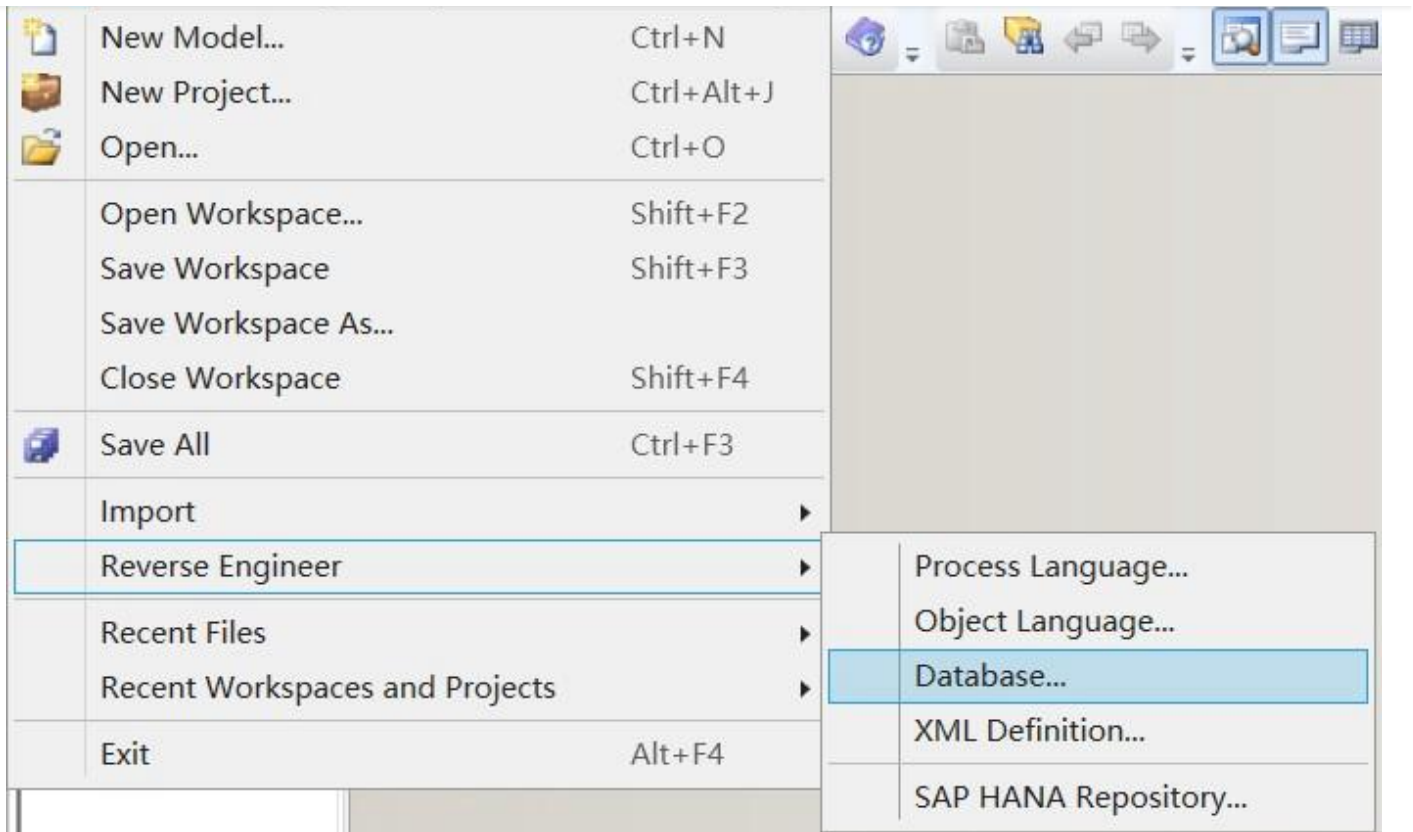 New Model... Ctrl+N
New Project... Ctrl+Alt+J
Open... Ctrl+O
Open Workspace... Shift+F2
Save Workspace Shift+F3
Save Workspace As...
Close Workspace Shift+F4
Save All Ctrl+F3
Import
Reverse Engineer
Recent Files
Recent Workspaces and Projects
Exit Alt+F4
Process Language...
Object Language...
Database...
XML Definition...
SAP HANA Repository...